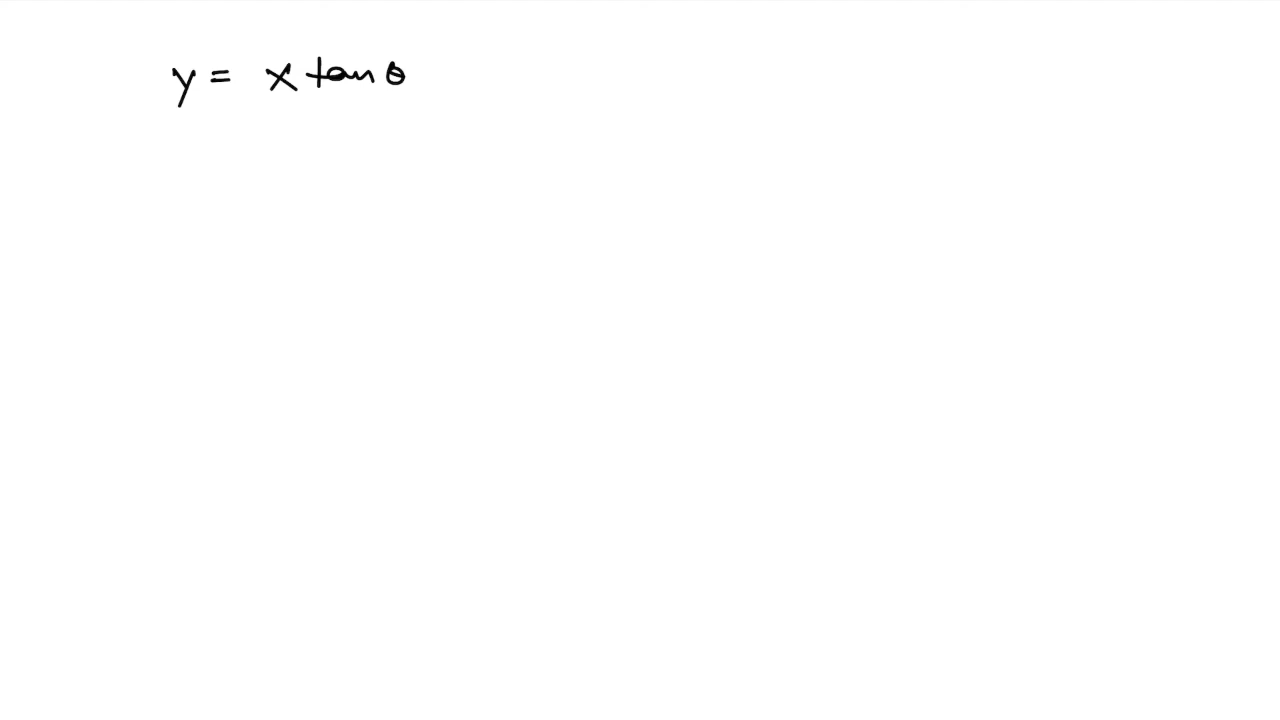 y = x tan θ